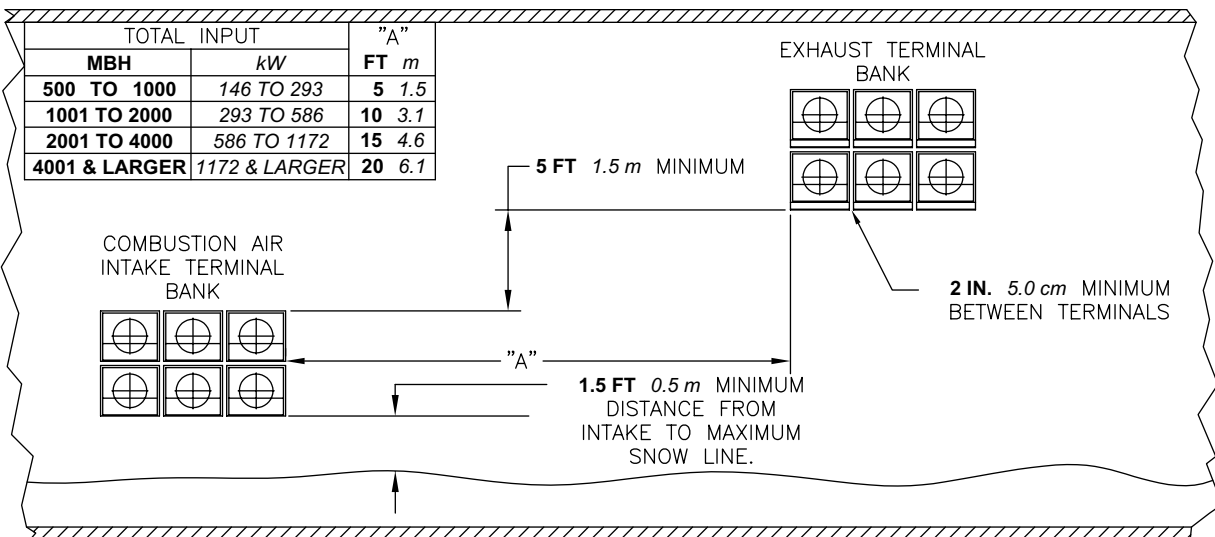 TOTAL INPUT "A"
MBH kW FT m
500 TO 1000 146 TO 293 5 1.5
1001 TO 2000 293 TO 586 10 3.1
2001 TO 4000 586 TO 1172 15 4.6
4001 & LARGER 1172 & LARGER 20 6.1
EXHAUST TERMINAL
BANK
5 FT 1.5 m MINIMUM
COMBUSTION AIR
INTAKE TERMINAL
BANK
2 IN. 5.0 cm MINIMUM
BETWEEN TERMINALS
"A"
1.5 FT 0.5 m MINIMUM
DISTANCE FROM
INTAKE TO MAXIMUM
SNOW LINE.